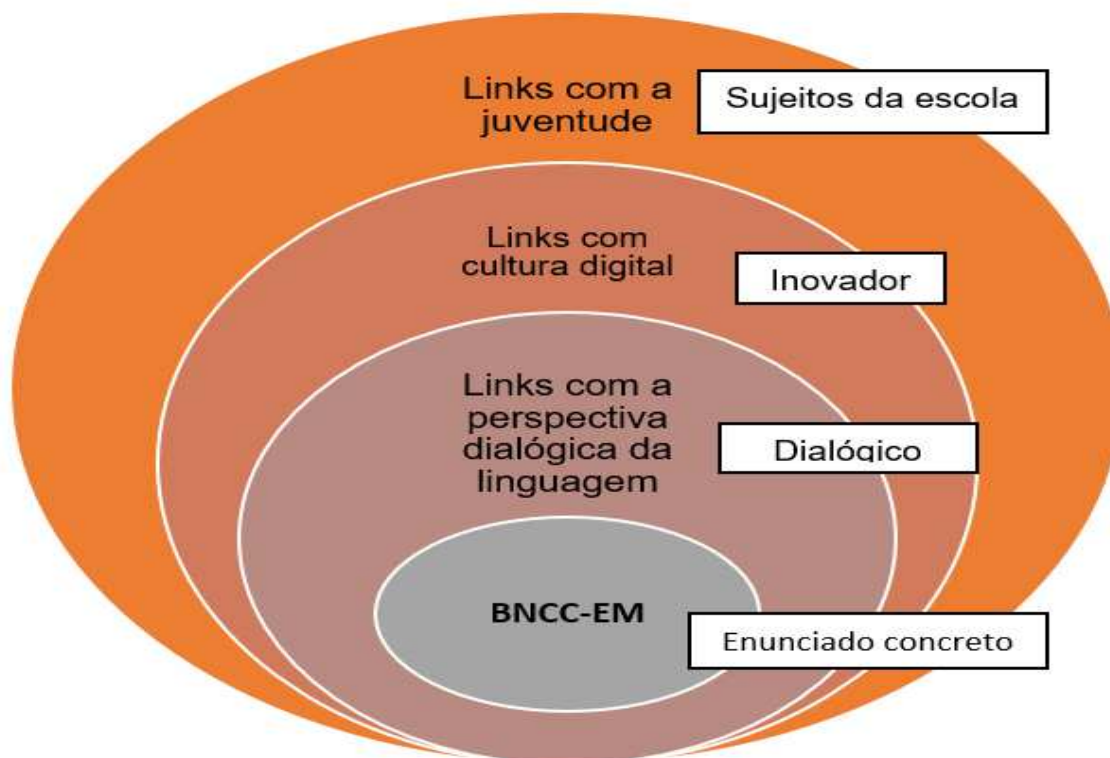 Links com a
juventude
Sujeitos da escola
Links com
cultura digital
Inovador
Links com a
perspectiva
dialógica da
linguagem
Dialógico
BNCC-EM
Enunciado concreto